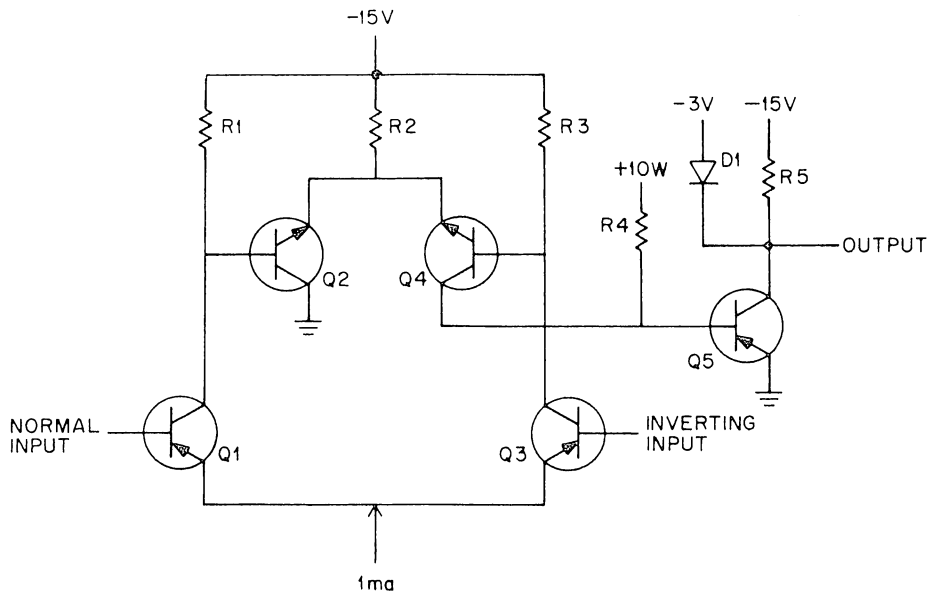 -15V
R1
R2
R3
-3V
-15V
D1
R5
+10W
R4
OUTPUT
Q2
Q4
Q5
NORMAL
INPUT
Q1
Q3
INVERTING
INPUT
1ma